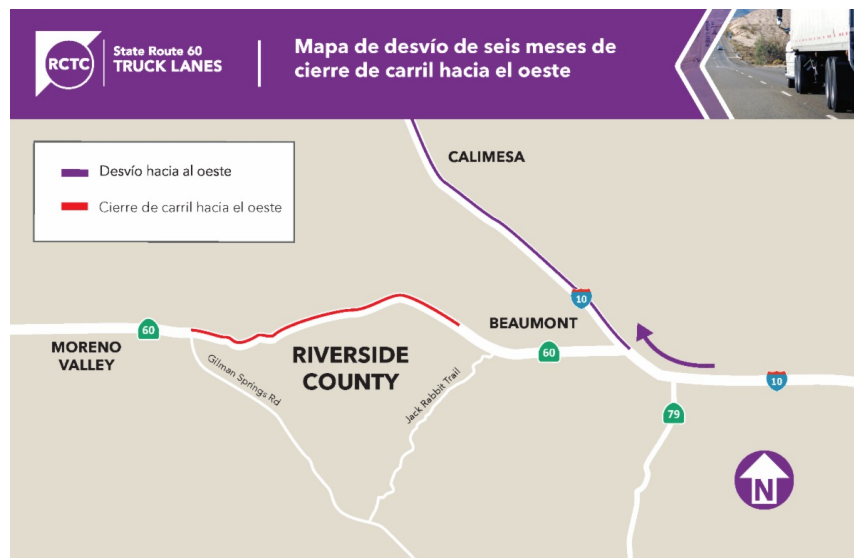 RCTC
State Route 60
TRUCK LANES
Mapa de desvío de seis meses de
cierre de carril hacia el oeste
Desvío hacia al oeste
Cierre de carril hacia el oeste
CALIMESA
10
BEAUMONT
60
MORENO
VALLEY
60
RIVERSIDE
COUNTY
Gilman Springs Rd
Jack Rabbit Trail
10
79
N